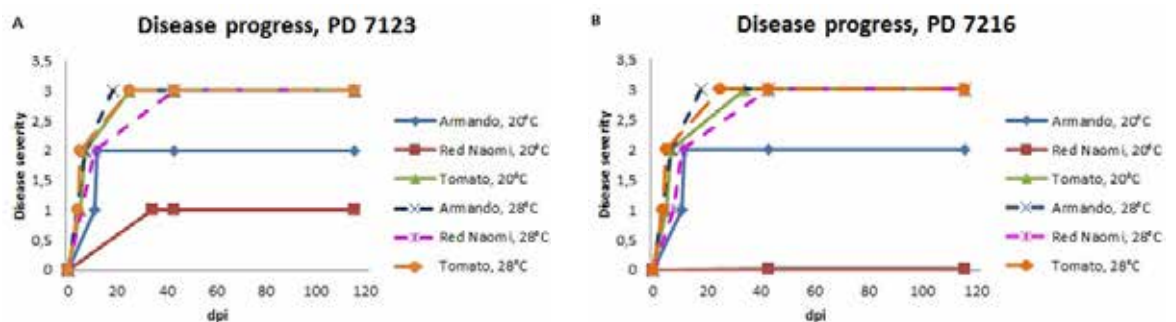 A
Disease progress, PD 7123
3,5
3
2,5
2
1,5
1
0,5
0
Disease severity
0 20 40 60 80 100 120
dpi
Armando, 20°C
Red Naomi, 20°C
Tomato, 20°C
Armando, 28°C
Red Naomi, 28°C
Tomato, 28°C
B
Disease progress, PD 7216
3,5
3
2,5
2
1,5
1
0,5
0
Disease severity
0 20 40 60 80 100 120
dpi
Armando, 20°C
Red Naomi, 20°C
Tomato, 20°C
Armando, 28°C
Red Naomi, 28°C
Tomato, 28°C